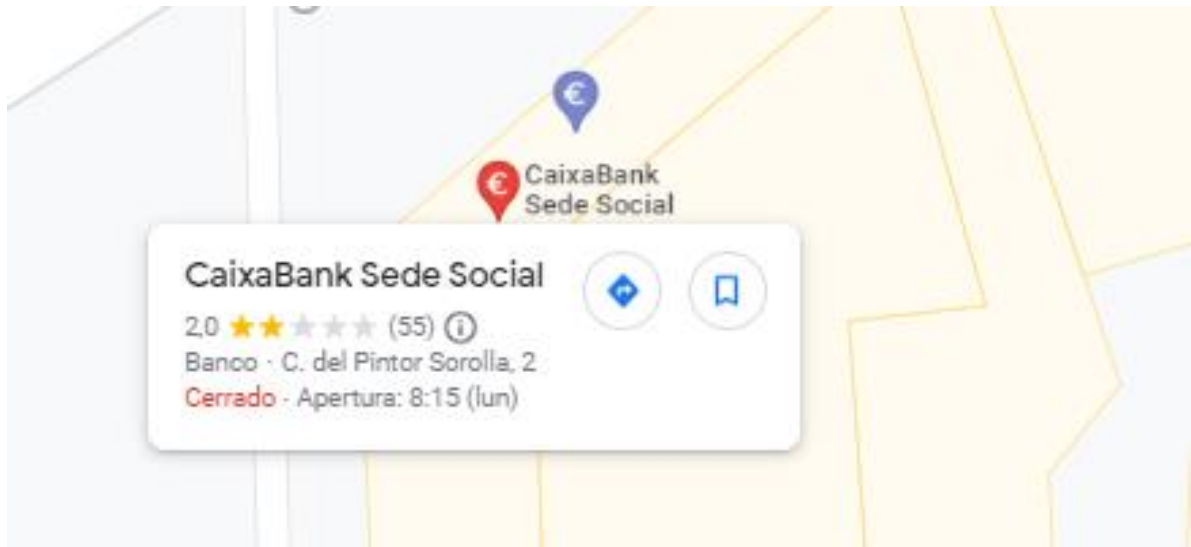 €
€ CaixaBank
Sede Social
CaixaBank Sede Social
2,0 (55)
Banco · C. del Pintor Sorolla, 2
Cerrado · Apertura: 8:15 (lun)